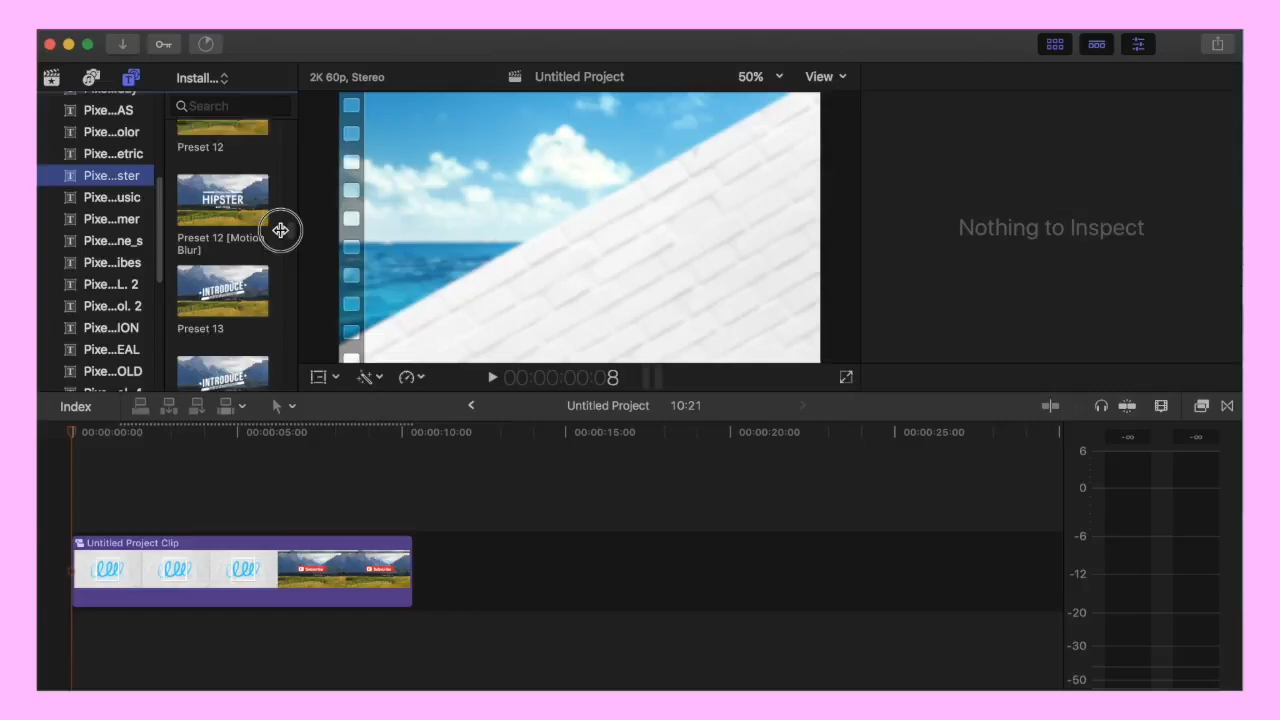 Install...
2K 60p, Stereo
Untitled Project
50%
View
Pixe...AS
Pixe...olor
Pixe...etric
Pixe...ster
Pixe...usic
Pixe...mer
Pixe...ne_s
Pixe...ibes
Pixe...L. 2
Pixe...ol. 2
Pixe...ION
Pixe...EAL
Pixe...OLD
Search
Preset 12
HIPSTER
Preset 12 [Motion
Blur]
INTRODUCE
Preset 13
INTRODUCE
Nothing to Inspect
00:00:00:08
Index
Untitled Project
10:21
00:00:00:00
00:00:05:00
00:00:10:00
00:00:15:00
00:00:20:00
00:00:25:00
Untitled Project Clip
Subscribe
Subscribe
-∞
-∞
6
0
-6
-12
-20
-30
-50